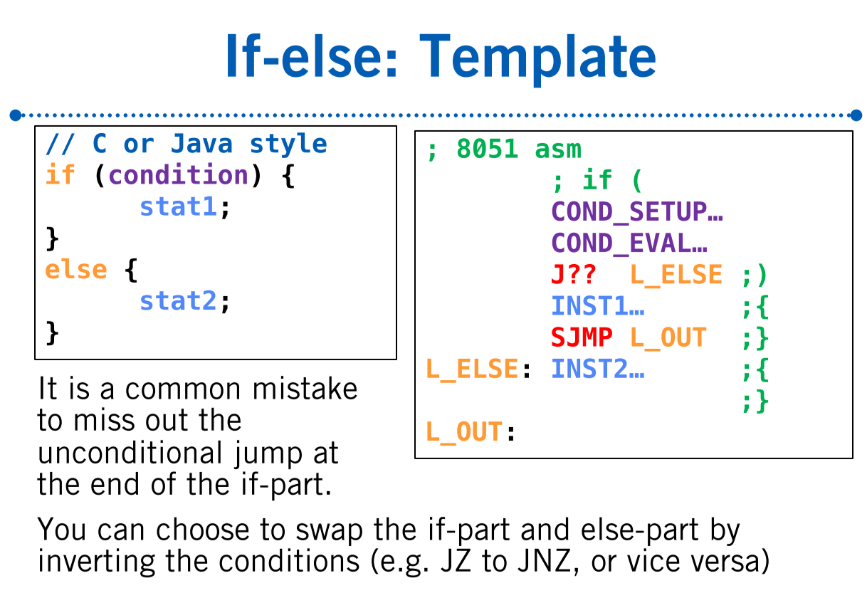 If-else: Template
// C or Java style
if (condition) {
stat1;
}
else {
stat2;
}
It is a common mistake
to miss out the
unconditional jump at
the end of the if-part.
; 8051 asm
; if (
COND_SETUP…
COND_EVAL…
J?? L_ELSE ;)
INST1… ;{
SJMP L_OUT ;}
L_ELSE: INST2… ;{
;}
L_OUT:
You can choose to swap the if-part and else-part by
inverting the conditions (e.g. JZ to JNZ, or vice versa)